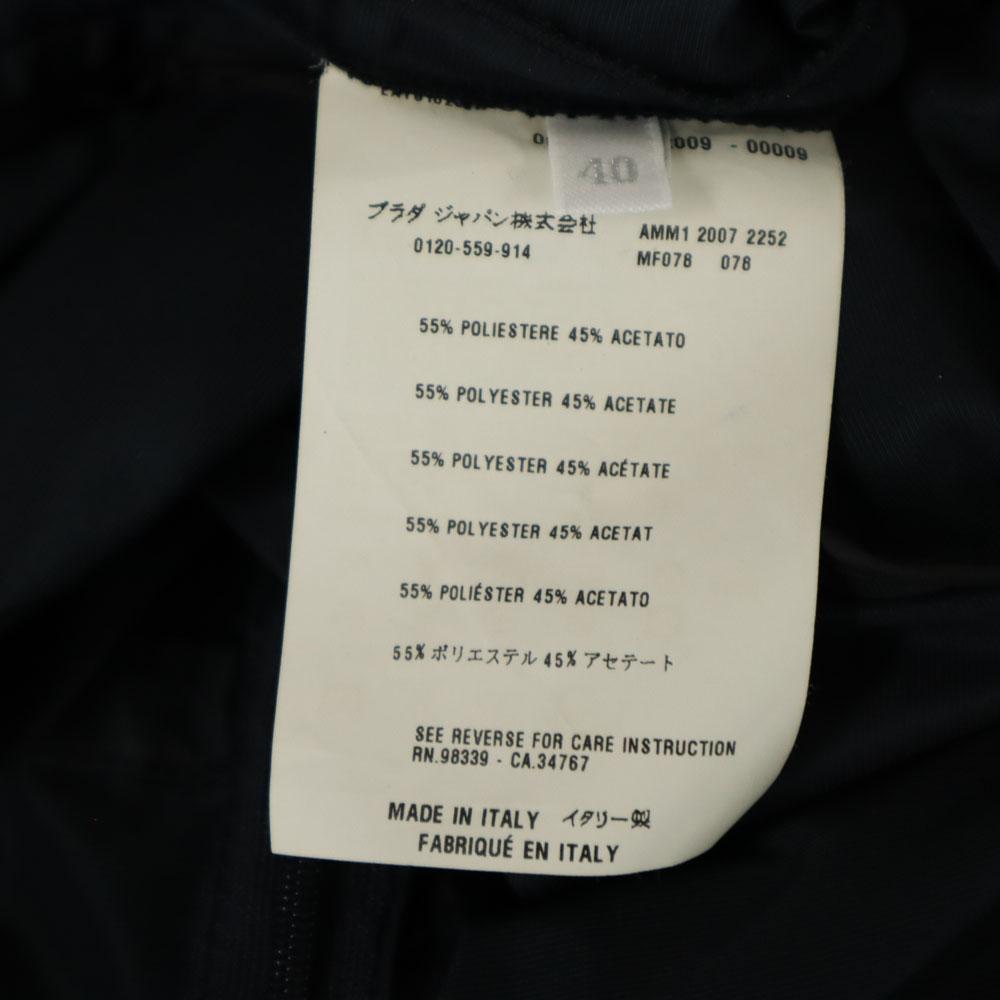 009 - 00009
40
プラダ ジャパン株式会社
0120-559-914
AMM1 2007 2252
MF078 078
55% POLIESTERE 45% ACETATO
55% POLYESTER 45% ACETATE
55% POLYESTER 45% ACÉTATE
55% POLYESTER 45% ACETAT
55% POLIÉSTER 45% ACETATO
55% ポリエステル 45% アセテート
SEE REVERSE FOR CARE INSTRUCTION
RN.98339 - CA.34767
MADE IN ITALY イタリー製
FABRIQUÉ EN ITALY